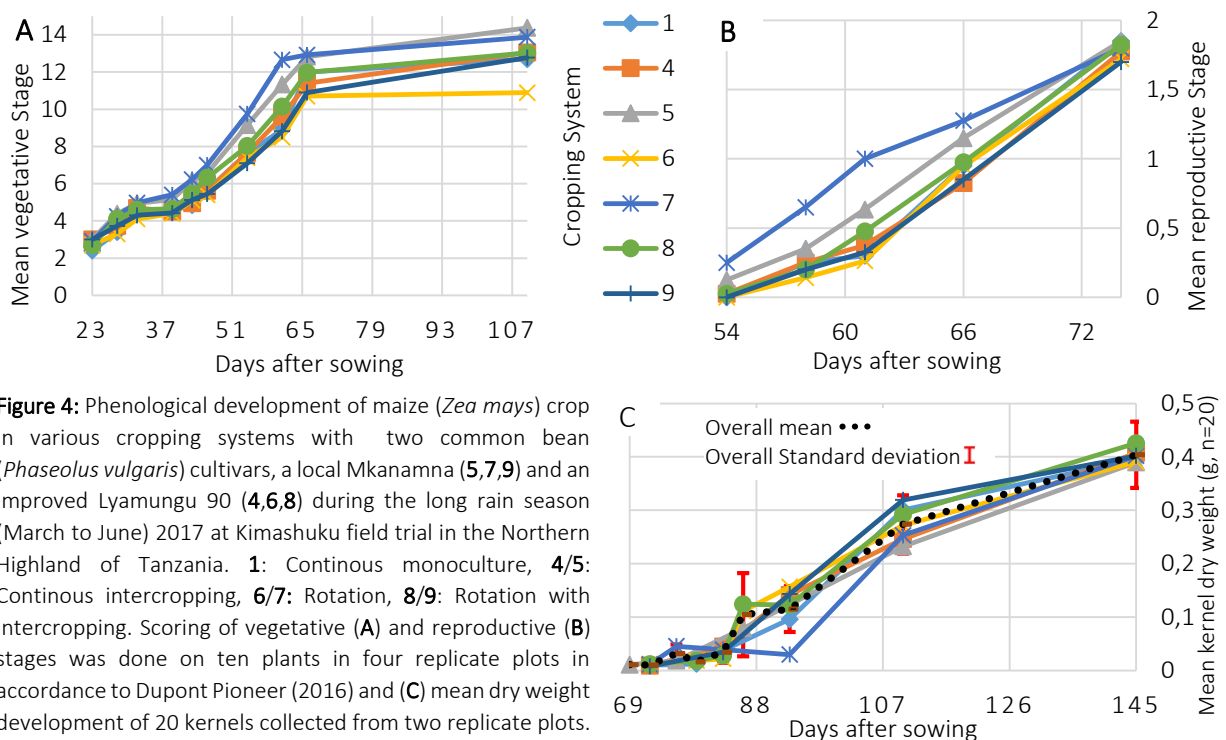 A
14
12
10
8
6
4
2
0
Mean vegetative Stage
23 37 51 65 79 93 107
Days after sowing
Cropping System
1
4
5
6
7
8
9
B
2
1,5
1
0,5
0
Mean reproductive Stage
54 60 66 72
Days after sowing
Figure 4: Phenological development of maize (Zea mays) crop
in various cropping systems with two common bean
(Phaseolus vulgaris) cultivars, a local Mkanamna (5,7,9) and an
improved Lyamungu 90 (4,6,8) during the long rain season
(March to June) 2017 at Kimashuku field trial in the Northern
Highland of Tanzania. 1: Continous monoculture, 4/5:
Continous intercropping, 6/7: Rotation, 8/9: Rotation with
intercropping. Scoring of vegetative (A) and reproductive (B)
stages was done on ten plants in four replicate plots in
accordance to Dupont Pioneer (2016) and (C) mean dry weight
development of 20 kernels collected from two replicate plots.
C
Overall mean
Overall Standard deviation
0,5
0,4
0,3
0,2
0,1
0
Mean kernel dry weight (g, n=20)
69 88 107 126 145
Days after sowing